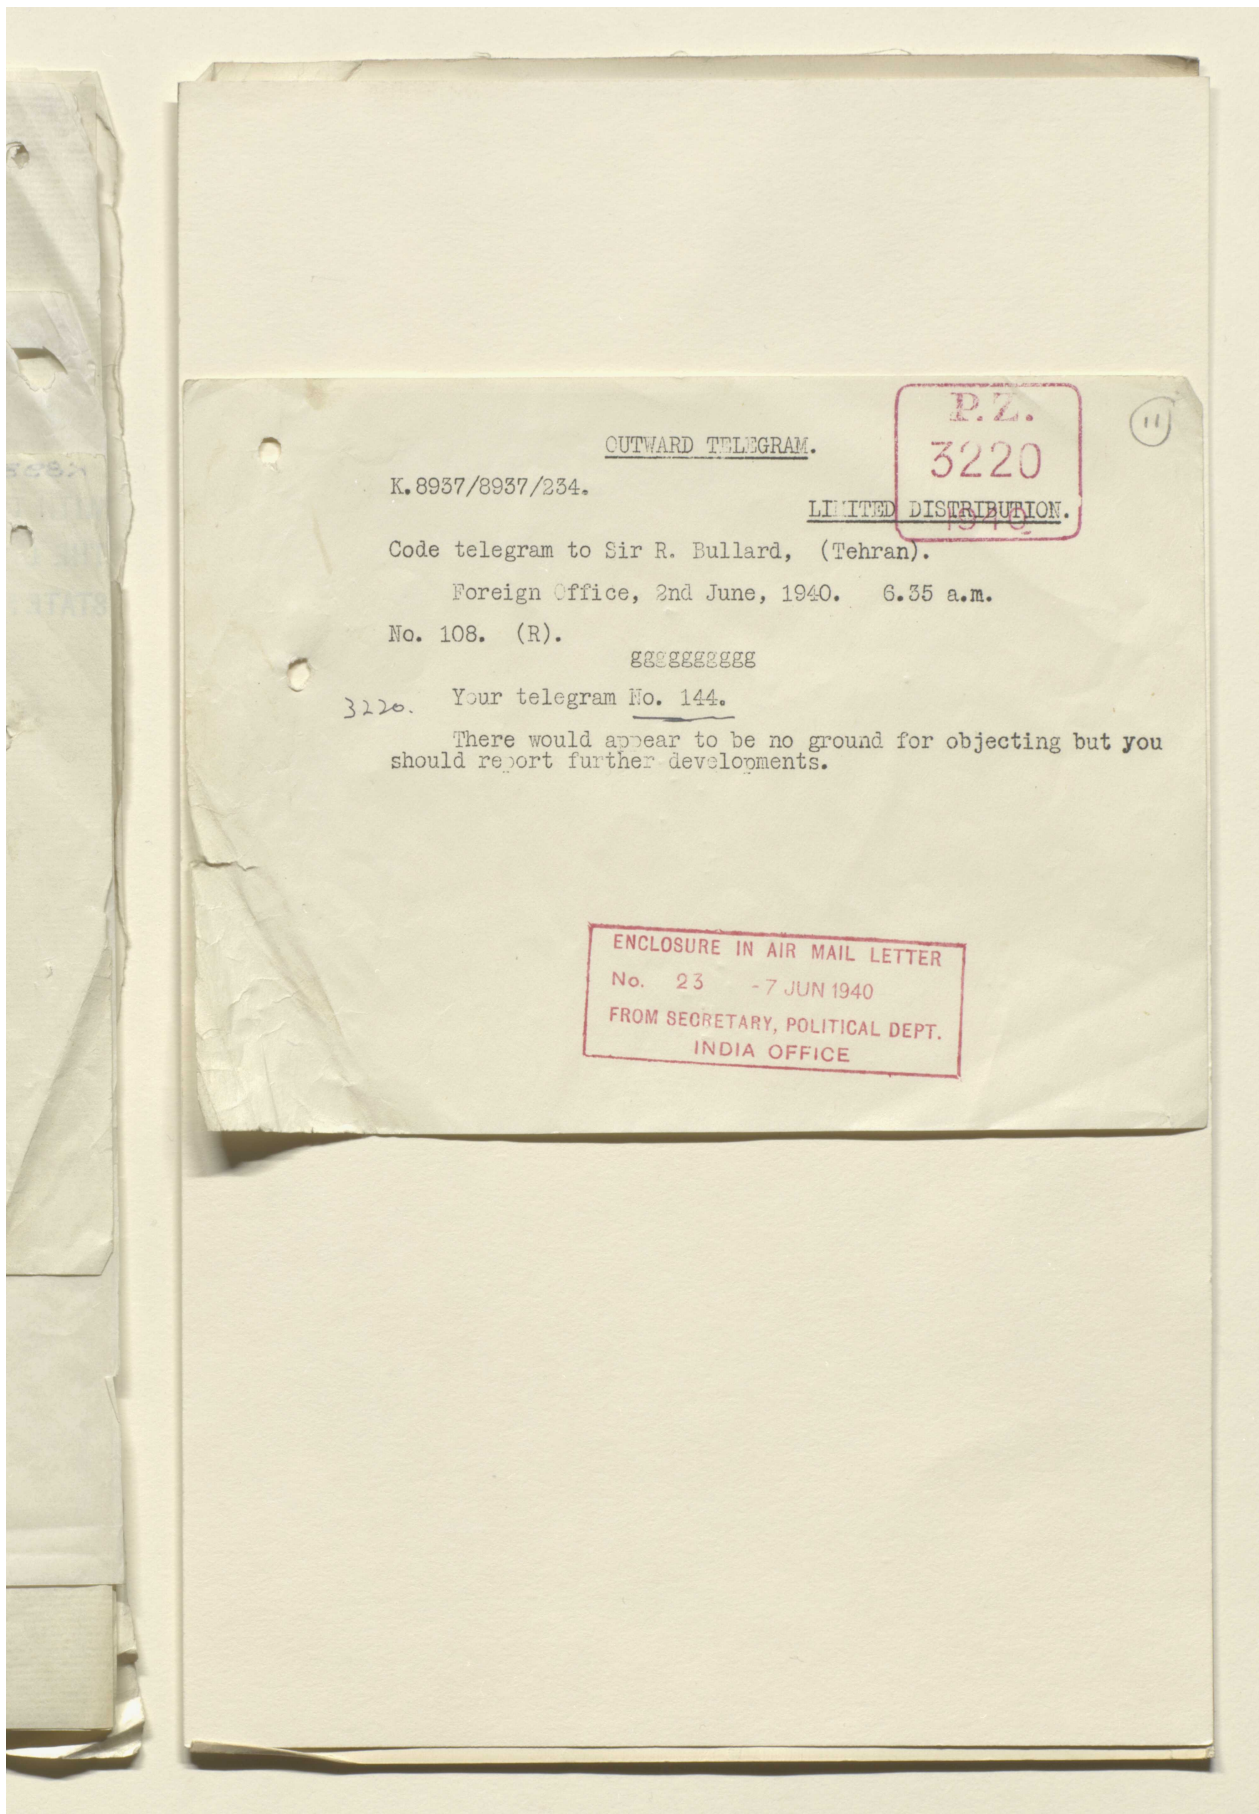 P.Z.
3220
1940
11
OUTWARD TELEGRAM.
K.8937/8937/234.
LIMITED DISTRIBUTION.
Code telegram to Sir R. Bullard, (Tehran).
Foreign Office, 2nd June, 1940. 6.35 a.m.
No. 108. (R).
gggggggggg
3220. Your telegram No. 144.
There would appear to be no ground for objecting but you
should report further developments.
ENCLOSURE IN AIR MAIL LETTER
No. 23 -7 JUN 1940
FROM SECRETARY, POLITICAL DEPT.
INDIA OFFICE